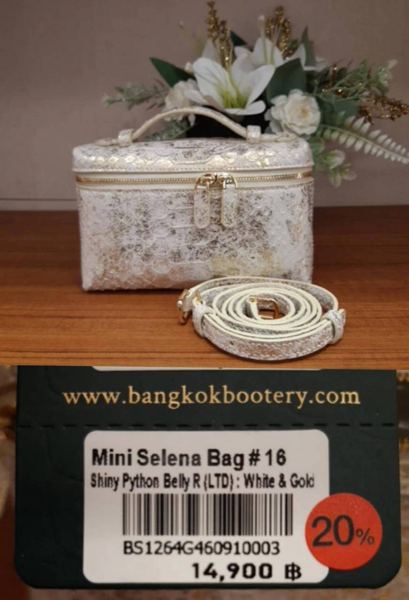 www.bangkokbootery.com
Mini Selena Bag # 16
Shiny Python Belly R {LTD} : White & Gold
20%
BS1264G460910003
14,900 ฿